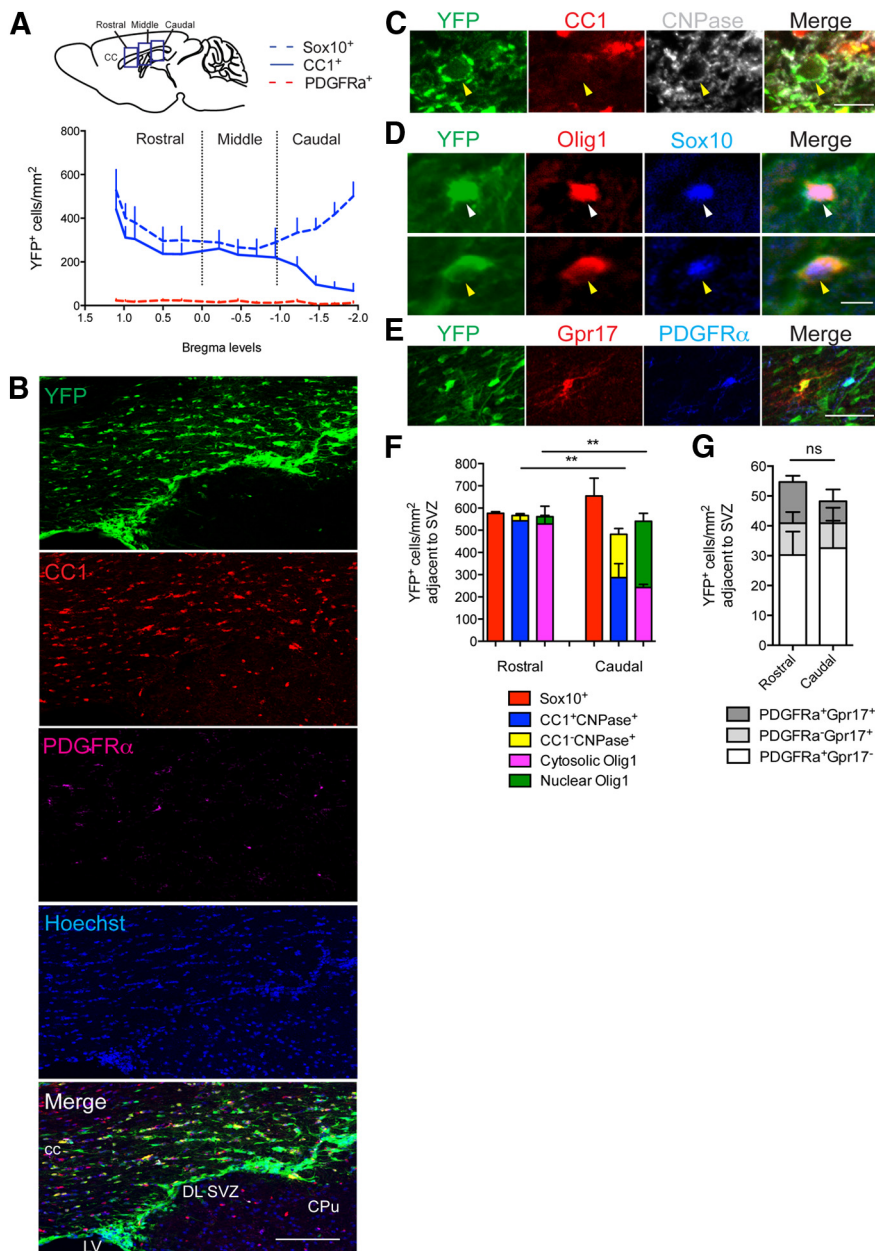 A
Rostral Middle Caudal
CC
Sox10+
CC1+
PDGFRa+
Rostral Middle Caudal
YFP+ cells/mm2
800
600
400
200
0
1.5 1.0 0.5 0.0 -0.5 -1.0 -1.5 -2.0
Bregma levels
B
YFP
CC1
PDGFRα
Hoechst
Merge
cc
DL SVZ
CPu
LV
C
YFP CC1 CNPase Merge
D
YFP Olig1 Sox10 Merge
E
YFP Gpr17 PDGFRα Merge
F
**
**
YFP+ cells/mm2
adjacent to SVZ
800
700
600
500
400
300
200
100
0
Rostral Caudal
Sox10+
CC1+CNPase+
CC1-CNPase+
Cytosolic Olig1
Nuclear Olig1
G
ns
YFP+ cells/mm2
adjacent to SVZ
60
50
40
30
20
10
0
Rostral
Caudal
PDGFRa+Gpr17+
PDGFRa-Gpr17+
PDGFRa+Gpr17-